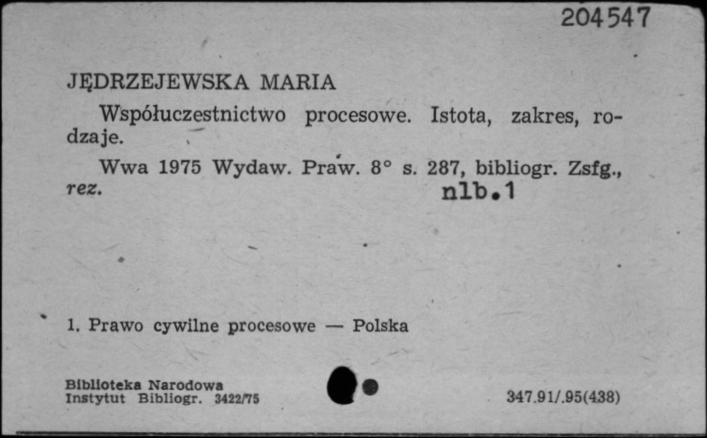 204547
JĘDRZEJEWSKA MARIA
Współuczestnictwo procesowe. Istota, zakres, ro-
dzaje.
Wwa 1975 Wydaw. Praw. 8° s. 287, bibliogr. Zsfg.,
rez. nlb.1
1. Prawo cywilne procesowe — Polska
Biblioteka Narodowa
Instytut Bibliogr. 3422/75 347.91/.95(438)